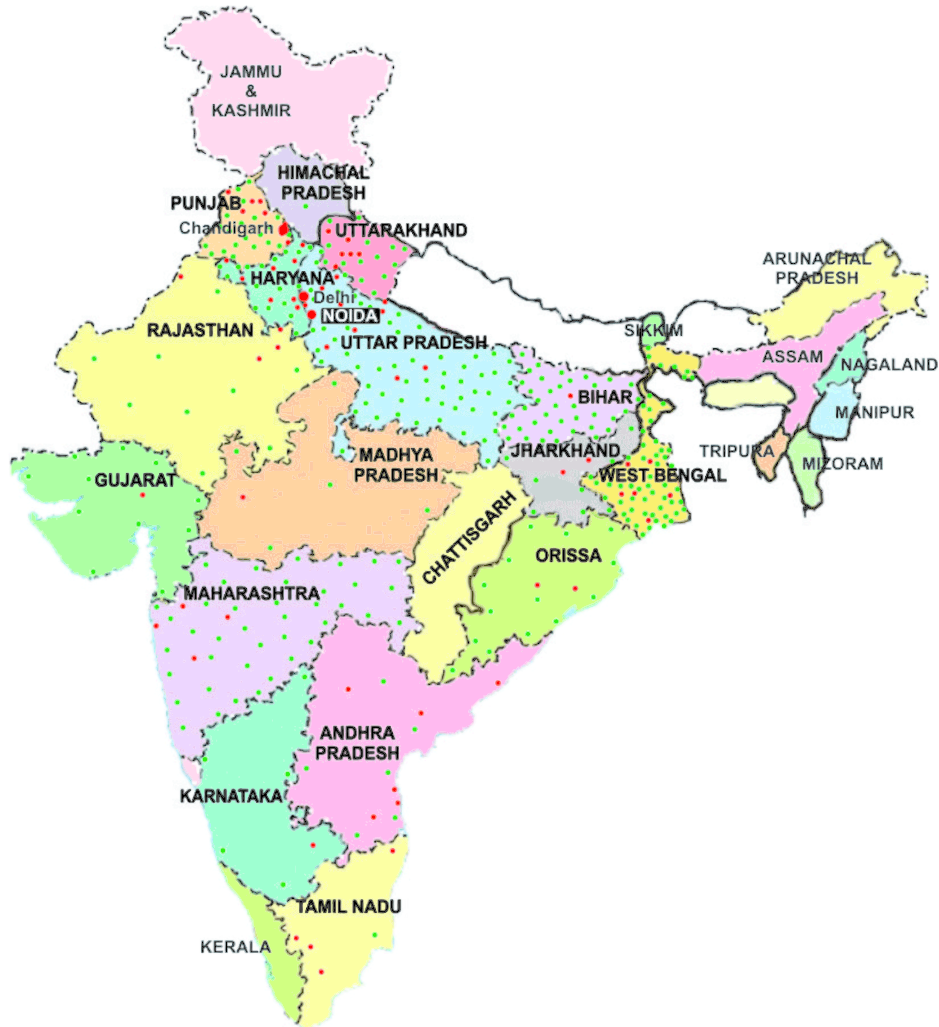 JAMMU
&
KASHMIR
HIMACHAL
PRADESH
PUNJAB
Chandigarh
UTTARAKHAND
HARYANA
Delhi
NOIDA
RAJASTHAN
UTTAR PRADESH
ARUNACHAL
PRADESH
SIKKIM
ASSAM
NAGALAND
MANIPUR
BIHAR
JHARKHAND
TRIPURA
MIZORAM
WEST BENGAL
MADHYA
PRADESH
GUJARAT
CHATTISGARH
ORISSA
MAHARASHTRA
ANDHRA
PRADESH
KARNATAKA
TAMIL NADU
KERALA